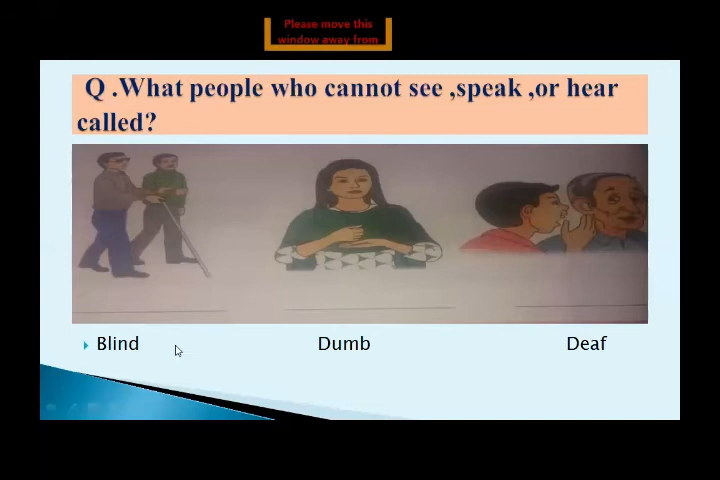 Please move this
window away from
Q .What people who cannot see ,speak ,or hear
called?
Blind Dumb Deaf